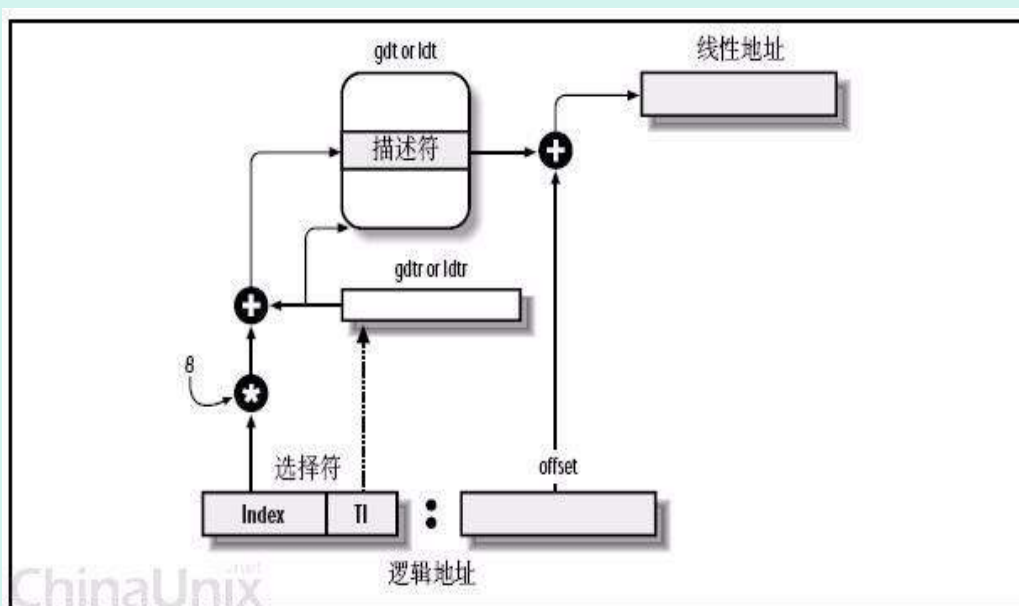 gdt or ldt
线性地址
描述符
gdtr or ldtr
8
选择符
offset
Index
TI
:
逻辑地址
ChinaUnix
.net